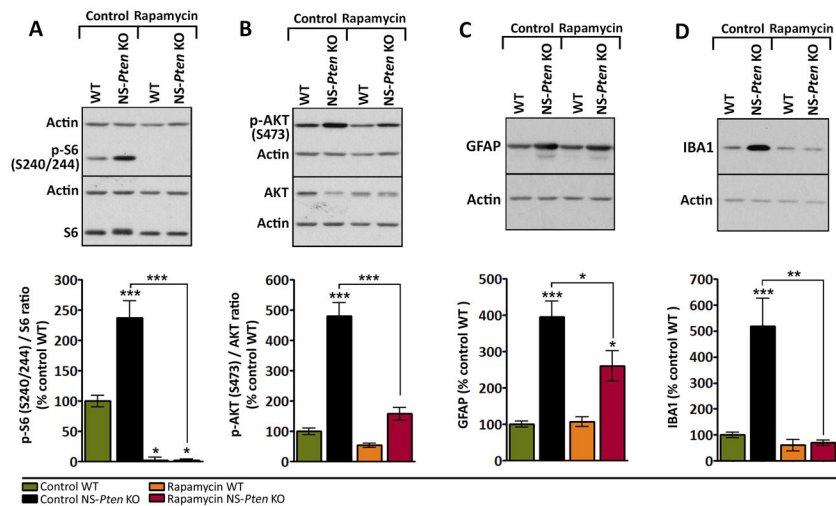 A
Control Rapamycin
WT
NS-Pten KO
WT
NS-Pten KO
Actin
p-S6
(S240/244)
Actin
S6
p-S6 (S240/244) / S6 ratio
(% control WT)
300
250
200
150
100
50
0
***
***
*
*
B
Control Rapamycin
WT
NS-Pten KO
WT
NS-Pten KO
p-AKT
(S473)
Actin
AKT
Actin
p-AKT (S473) / AKT ratio
(% control WT)
600
500
400
300
200
100
0
***
***
C
Control Rapamycin
WT
NS-Pten KO
WT
NS-Pten KO
GFAP
Actin
GFAP (% control WT )
500
400
300
200
100
0
***
*
*
D
Control Rapamycin
WT
NS-Pten KO
WT
NS-Pten KO
IBA1
Actin
IBA1 (% control WT )
700
600
500
400
300
200
100
0
***
**
Control WT
Rapamycin WT
Control NS-Pten KO
Rapamycin NS-Pten KO